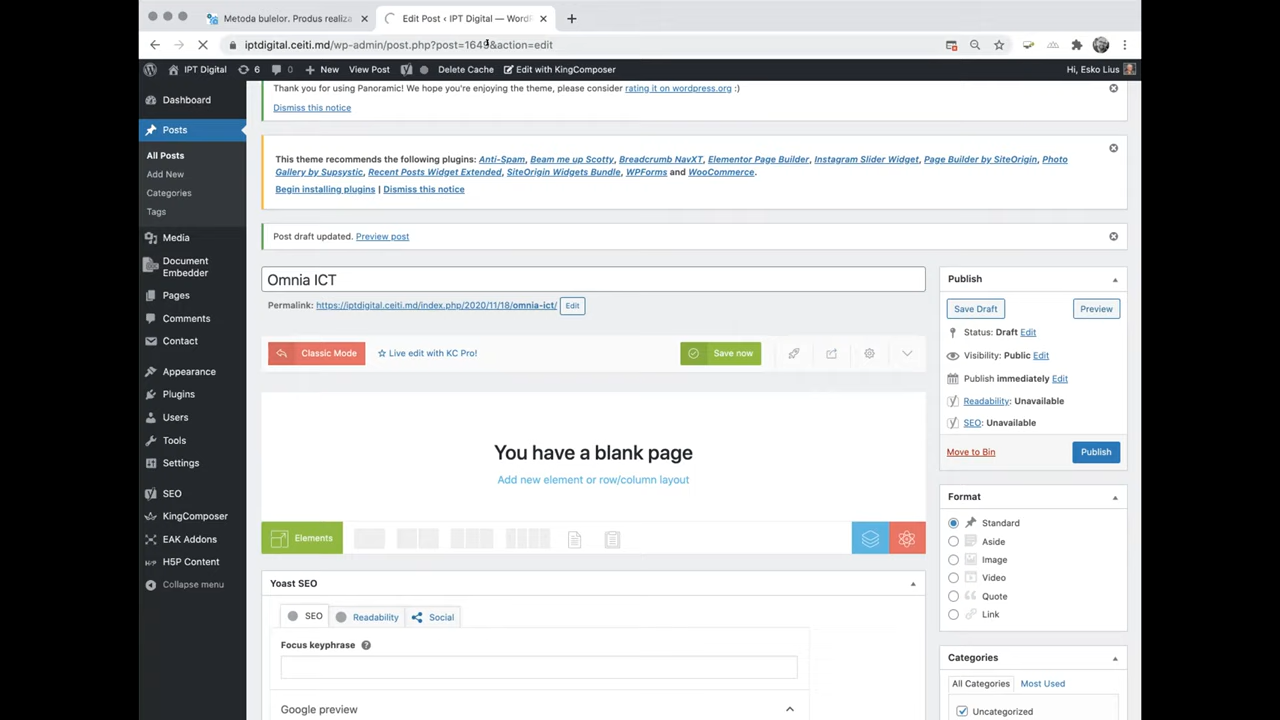 Metoda bulelor. Produs realiza
Edit Post ‹ IPT Digital — WordP
iptdigital.ceiti.md/wp-admin/post.php?post=1649&action=edit
IPT Digital
6
0
New
View Post
Delete Cache
Edit with KingComposer
Hi, Esko Lius
Dashboard
Posts
All Posts
Add New
Categories
Tags
Media
Document
Embedder
Pages
Comments
Contact
Appearance
Plugins
Users
Tools
Settings
SEO
KingComposer
EAK Addons
H5P Content
Collapse menu
Thank you for using Panoramic! We hope you're enjoying the theme, please consider rating it on wordpress.org :)
Dismiss this notice
This theme recommends the following plugins: Anti-Spam, Beam me up Scotty, Breadcrumb NavXT, Elementor Page Builder, Instagram Slider Widget, Page Builder by SiteOrigin, Photo
Gallery by Supsystic, Recent Posts Widget Extended, SiteOrigin Widgets Bundle, WPForms and WooCommerce.
Begin installing plugins | Dismiss this notice
Post draft updated. Preview post
Omnia ICT
Permalink: https://iptdigital.ceiti.md/index.php/2020/11/18/omnia-ict/ Edit
Classic Mode
Live edit with KC Pro!
Save now
You have a blank page
Add new element or row/column layout
Elements
Yoast SEO
SEO
Readability
Social
Focus keyphrase
Google preview
Publish
Save Draft
Preview
Status: Draft Edit
Visibility: Public Edit
Publish immediately Edit
Readability: Unavailable
SEO: Unavailable
Move to Bin
Publish
Format
Standard
Aside
Image
Video
Quote
Link
Categories
All Categories
Most Used
Uncategorized